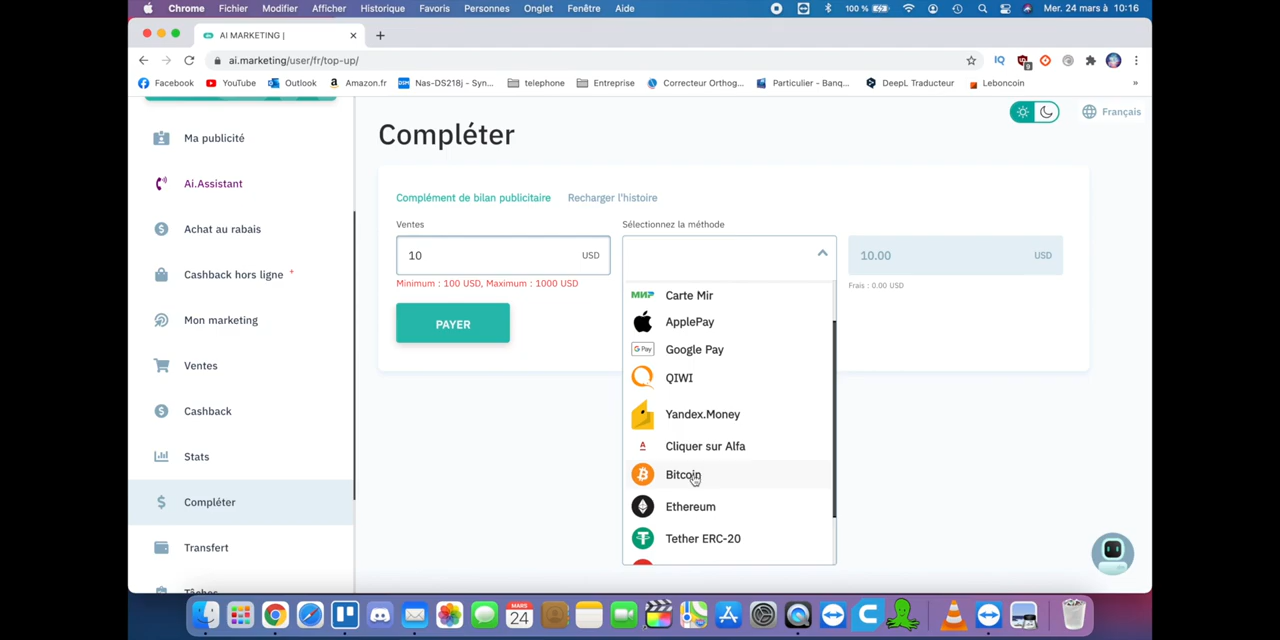 Chrome Fichier Modifier Afficher Historique Favoris Personnes Onglet Fenêtre Aide 100 % Mer. 24 mars à 10:16
AI MARKETING |
ai.marketing/user/fr/top-up/
Facebook YouTube Outlook Amazon.fr Nas-DS218j – Syn... telephone Entreprise Correcteur Orthog... Particulier - Banq... DeepL Traducteur Leboncoin »
Français
Compléter
Ma publicité
Ai.Assistant
Achat au rabais
Cashback hors ligne *
Mon marketing
Ventes
Cashback
Stats
Compléter
Transfert
Tâches
Complément de bilan publicitaire Recharger l'histoire
Ventes Sélectionnez la méthode
10 USD 10.00 USD
Minimum : 100 USD, Maximum : 1000 USD Frais : 0.00 USD
PAYER
МИР Carte Mir
ApplePay
G Pay Google Pay
QIWI
Yandex.Money
A Cliquer sur Alfa
Bitcoin
Ethereum
Tether ERC-20
MARS
24